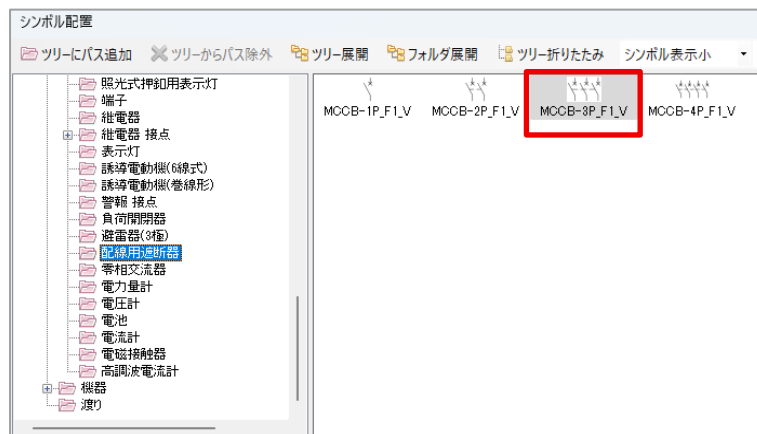 シンボル配置
ツリーにパス追加 ツリーからパス除外 ツリー展開 フォルダ展開 ツリー折りたたみ シンボル表示小
照光式押釦用表示灯
端子
継電器
継電器 接点
表示灯
誘導電動機(6線式)
誘導電動機(巻線形)
警報 接点
負荷開閉器
避雷器(3極)
配線用遮断器
零相交流器
電力量計
電圧計
電池
電流計
電磁接触器
高調波電流計
機器
渡り
MCCB-1P_F1_V MCCB-2P_F1_V MCCB-3P_F1_V MCCB-4P_F1_V